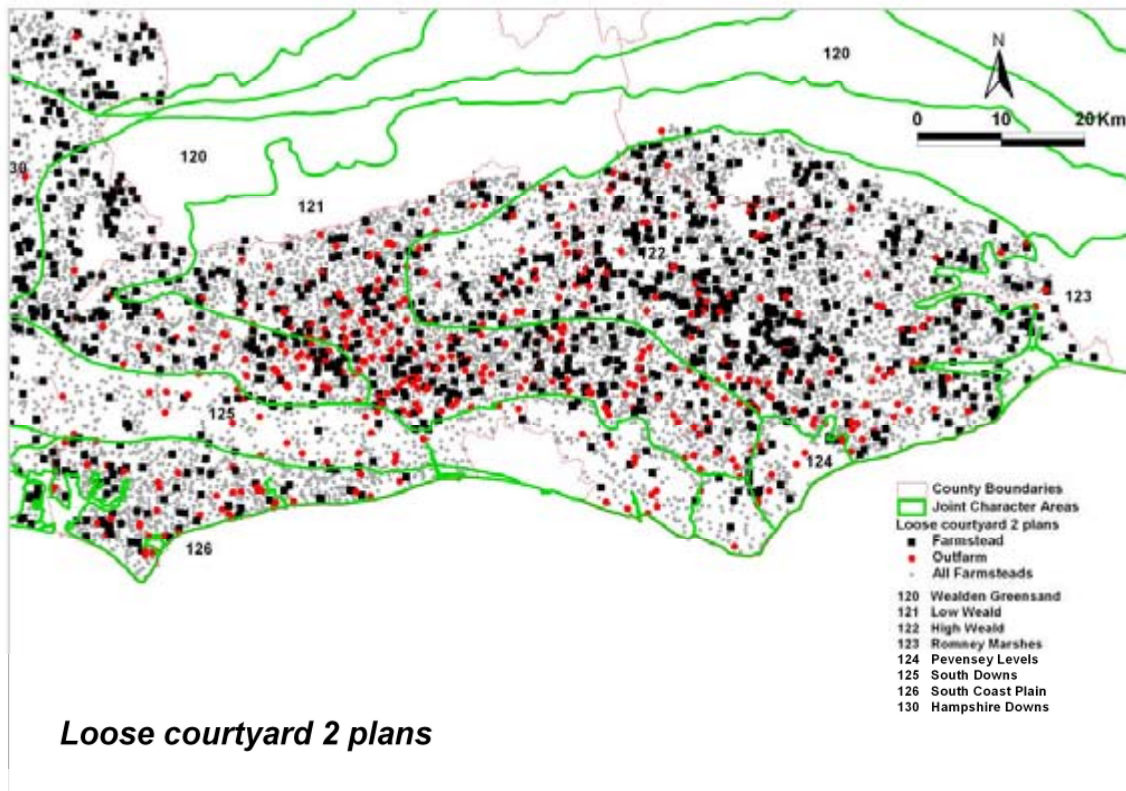 120
N
0 10 20 Km
120
30
121
122
123
125
124
126
County Boundaries
Joint Character Areas
Loose courtyard 2 plans
Farmstead
Outfarm
All Farmsteads
120 Wealden Greensand
121 Low Weald
122 High Weald
123 Romney Marshes
124 Pevensey Levels
125 South Downs
126 South Coast Plain
130 Hampshire Downs
Loose courtyard 2 plans